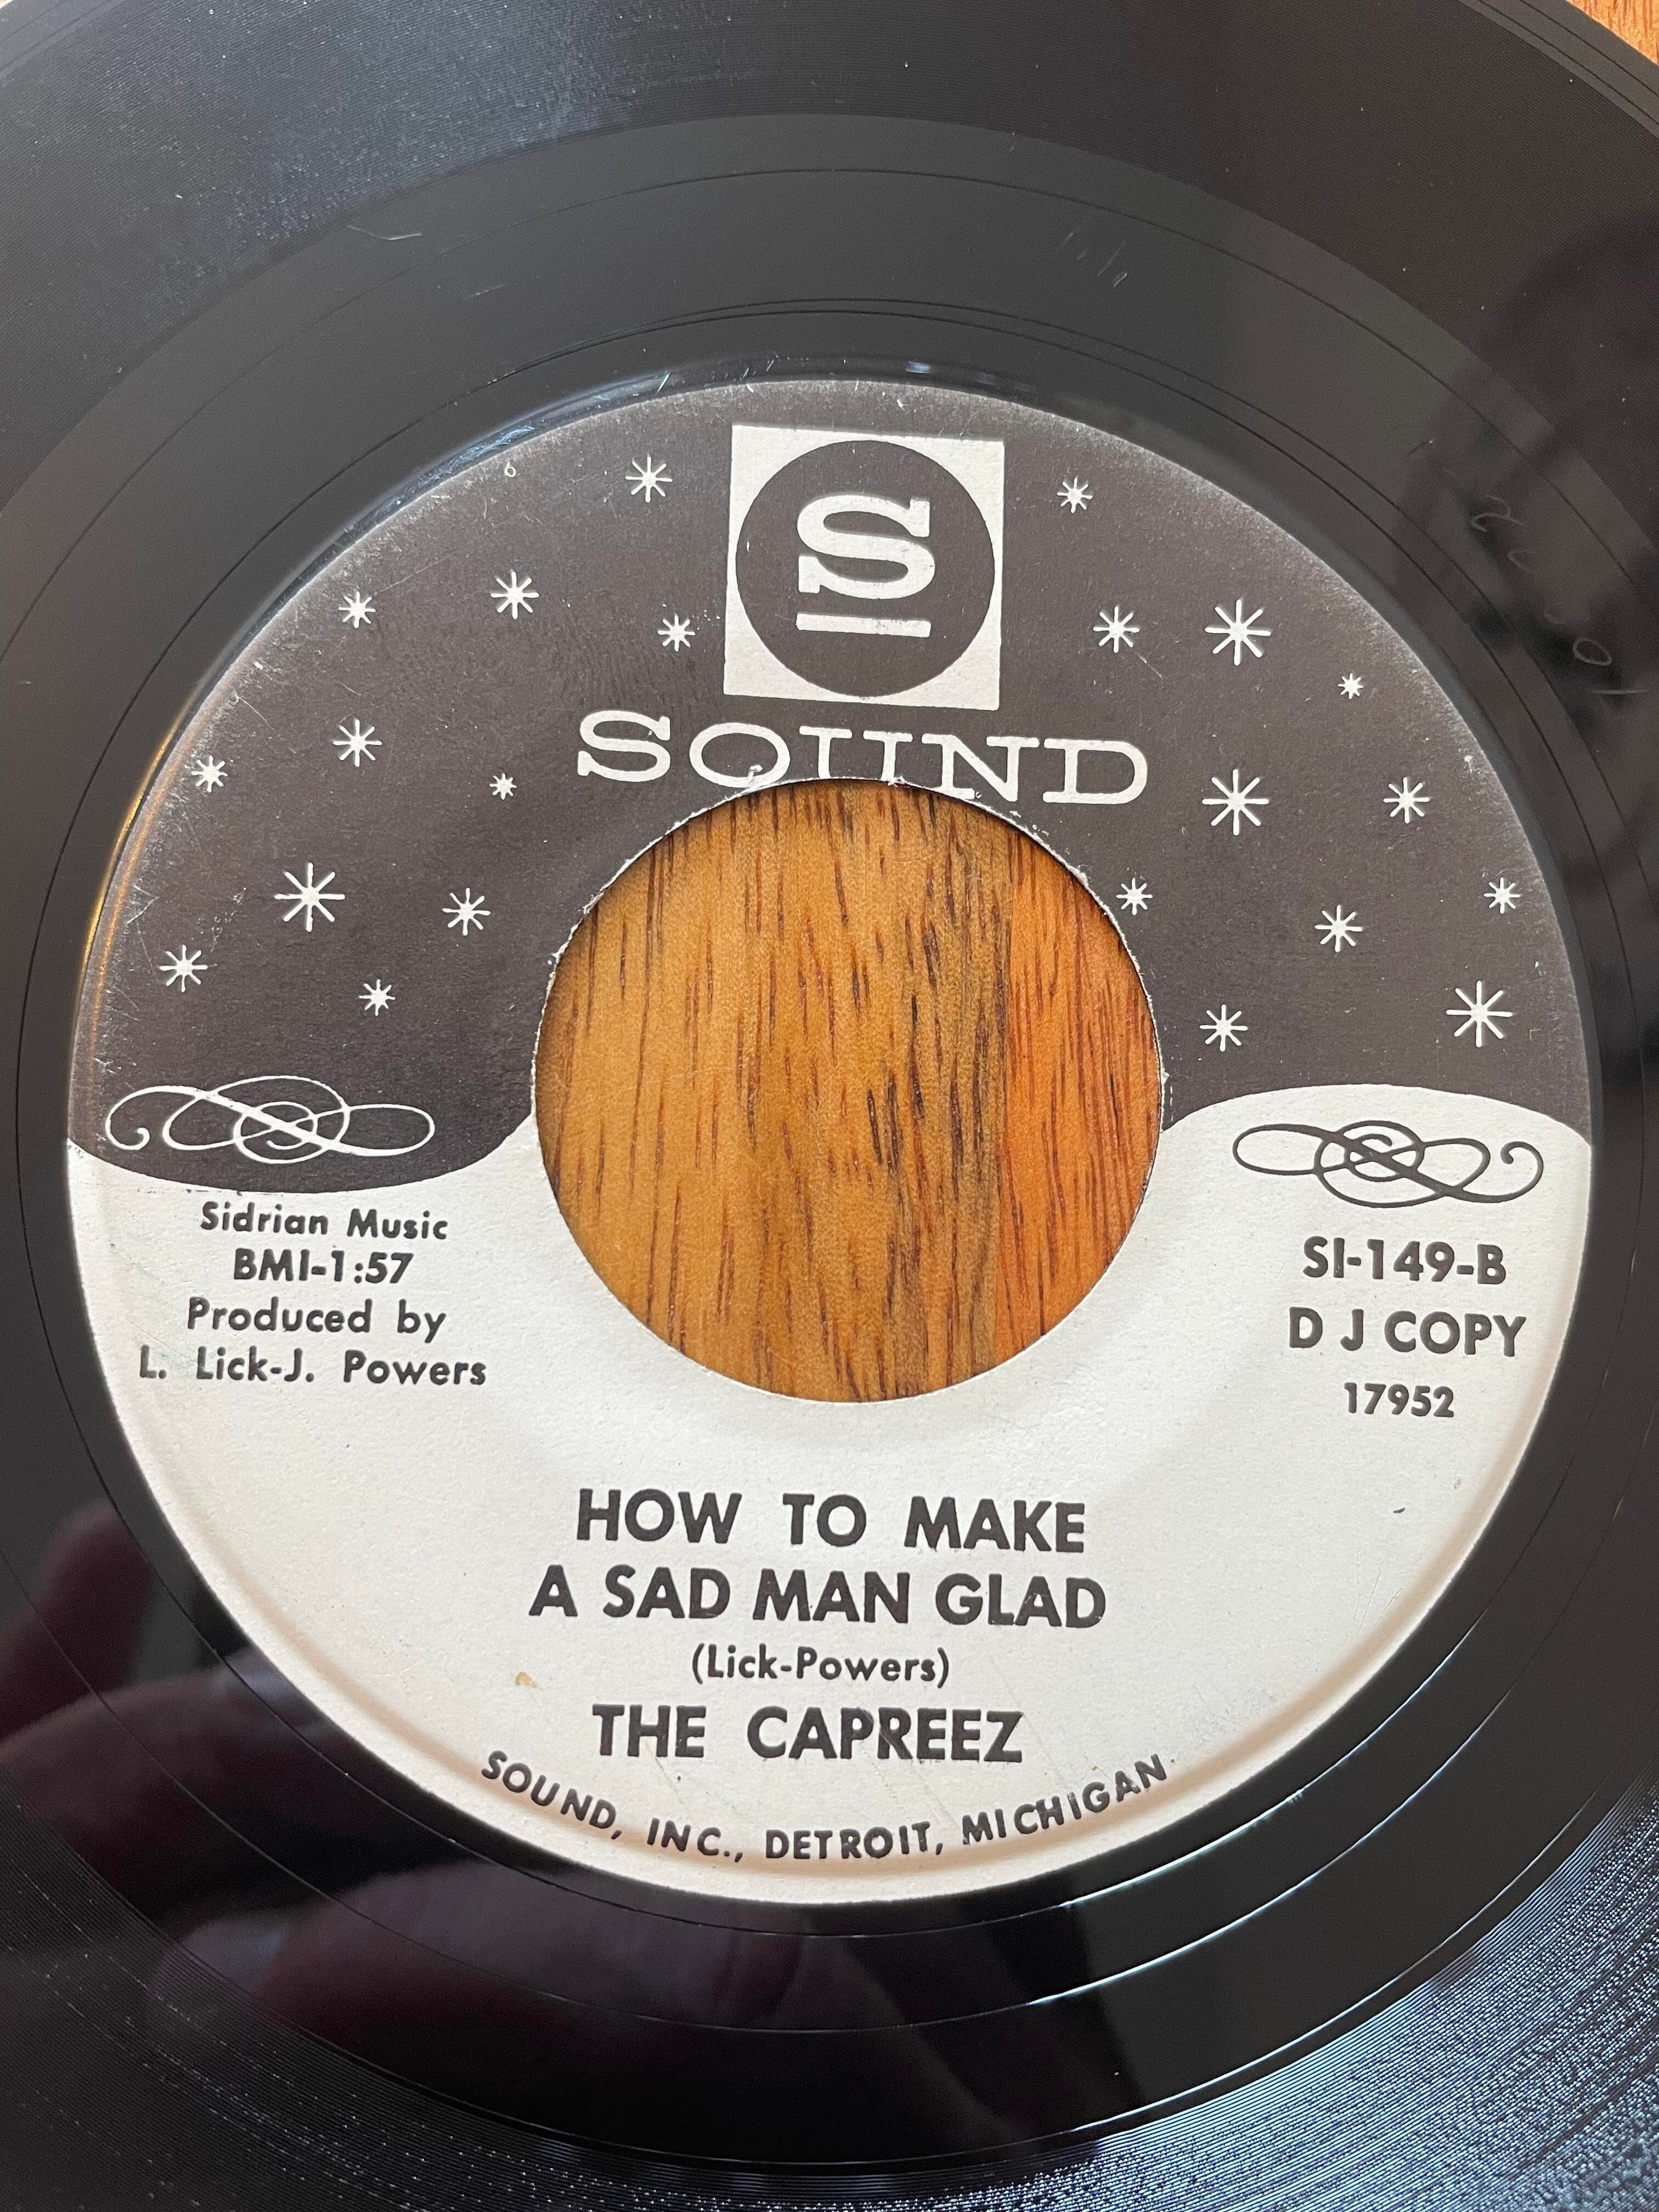 S
SOUND
Sidrian Music
BMI-1:57
Produced by
L. Lick-J. Powers
SI-149-B
D J COPY
17952
HOW TO MAKE
A SAD MAN GLAD
(Lick-Powers)
THE CAPREEZ
SOUND, INC., DETROIT, MICHIGAN